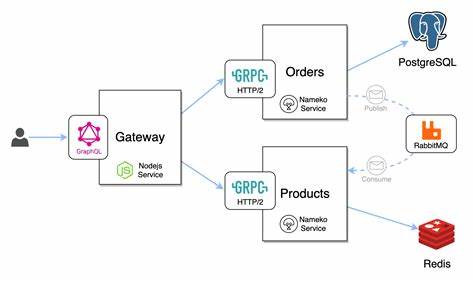 GraphQL
Gateway
Nodejs
Service
GRPC
HTTP/2
Orders
Nameko
Service
GRPC
HTTP/2
Products
Nameko
Service
PostgreSQL
Publish
RabbitMQ
Consume
Redis